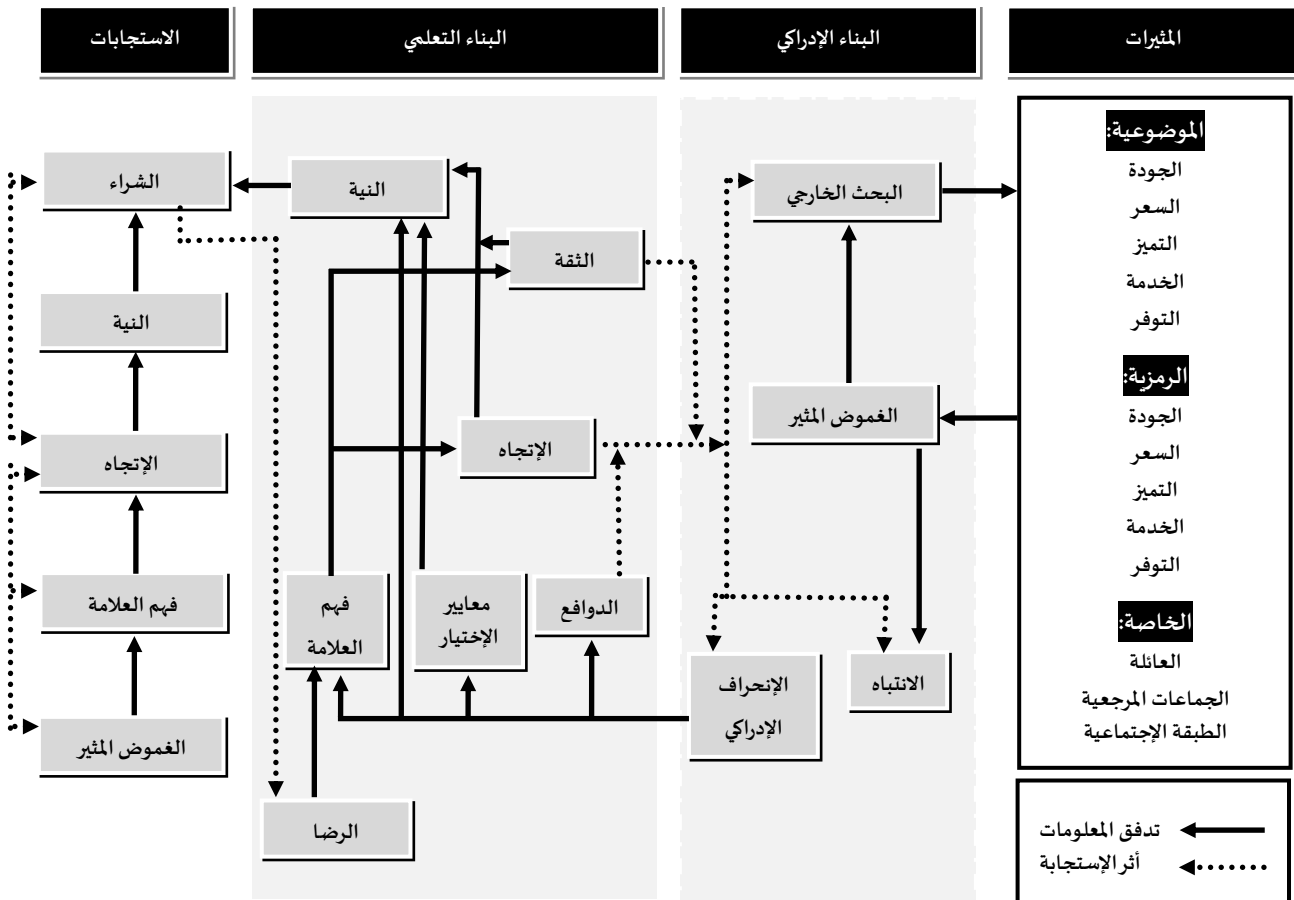 المثيرات
البناء الإدراكي
البناء التعلمي
الاستجابات
الموضوعية:
الجودة
السعر
التميز
الخدمة
التوفر
الرمزية:
الجودة
السعر
التميز
الخدمة
التوفر
الخاصة:
العائلة
الجماعات المرجعية
الطبقة الإجتماعية
تدفق المعلومات
أثر الإستجابة
البحث الخارجي
الغموض المثير
الانتباه
الإنحراف
الإدراكي
النية
الثقة
الإتجاه
الدوافع
معايير
الإختيار
فهم
العلامة
الرضا
الشراء
النية
الإتجاه
فهم العلامة
الغموض المثير